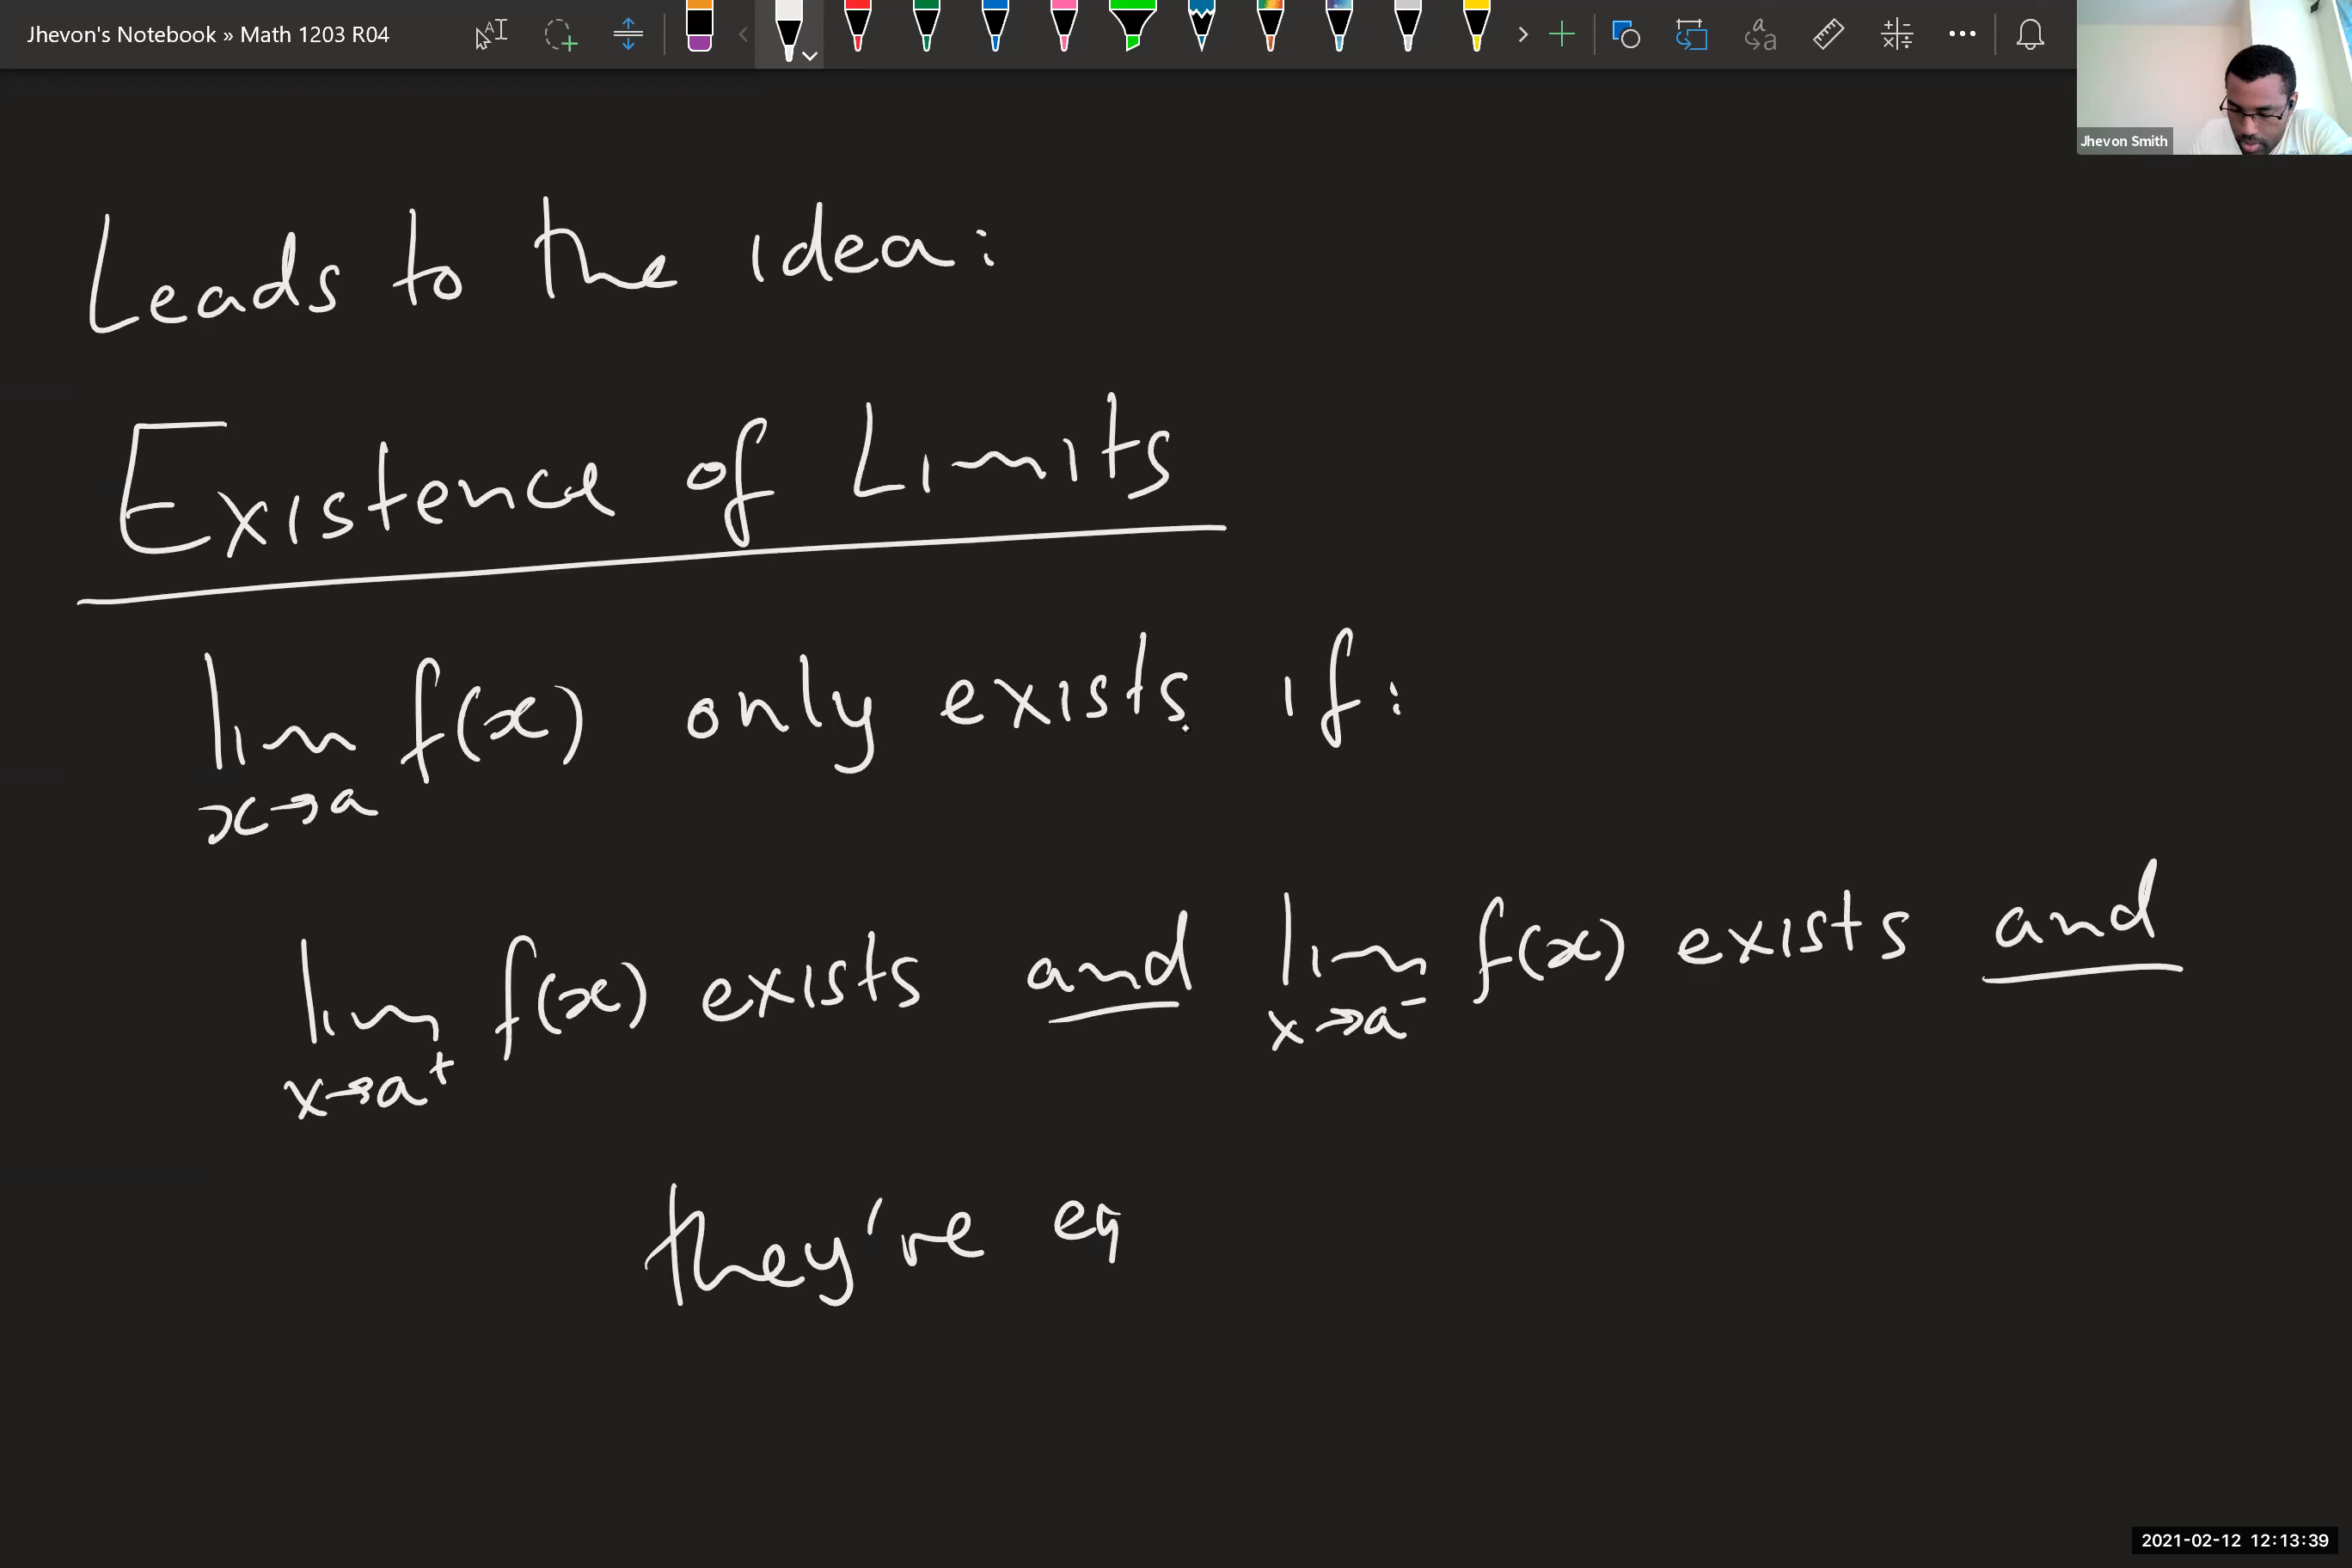 Jhevon's Notebook » Math 1203 R04
Jhevon Smith
Leads to the idea:
Existence of Limits
lim f(x) only exists if:
x→a
lim f(x) exists and lim f(x) exists and
x→a⁺ x→a⁻
they're eq
2021-02-12 12:13:39